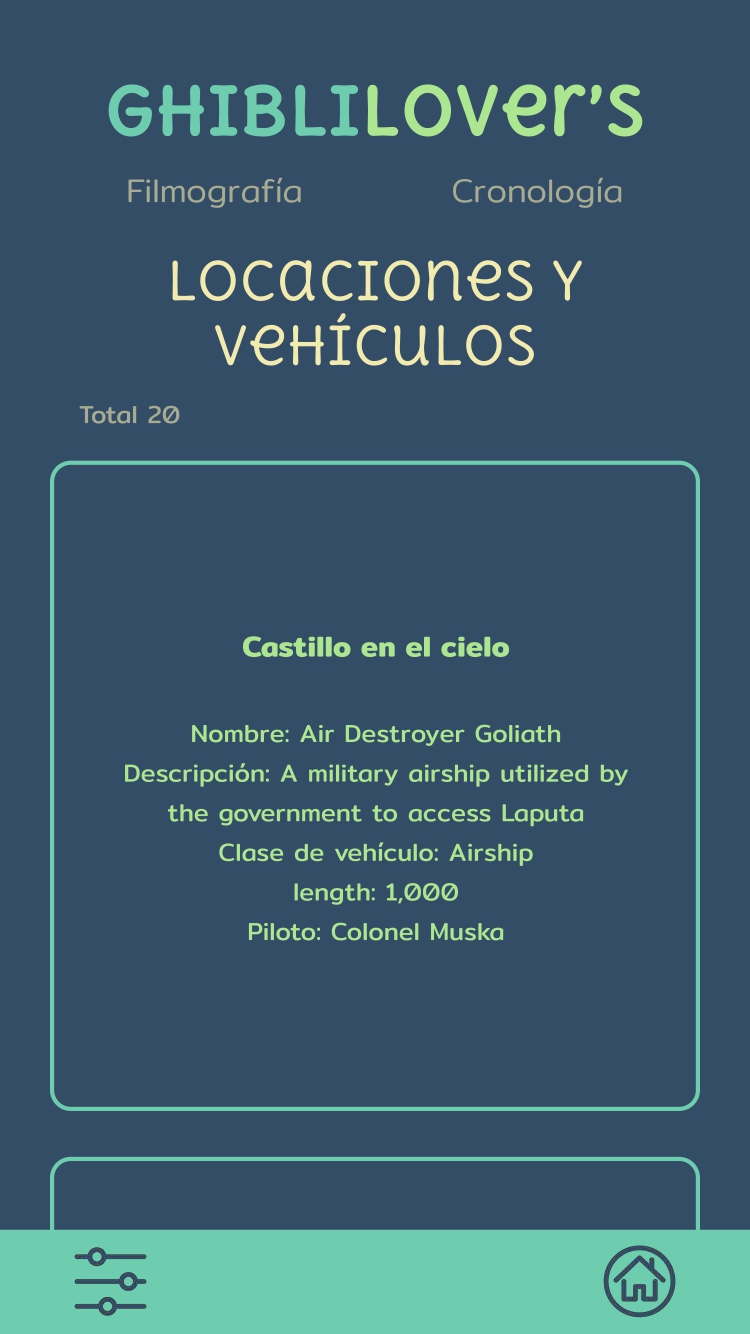 GHIBLILOVER'S
Filmografía Cronología
LOCACIONES Y
VEHÍCULOS
Total 20
Castillo en el cielo
Nombre: Air Destroyer Goliath
Descripción: A military airship utilized by
the government to access Laputa
Clase de vehículo: Airship
length: 1,000
Piloto: Colonel Muska